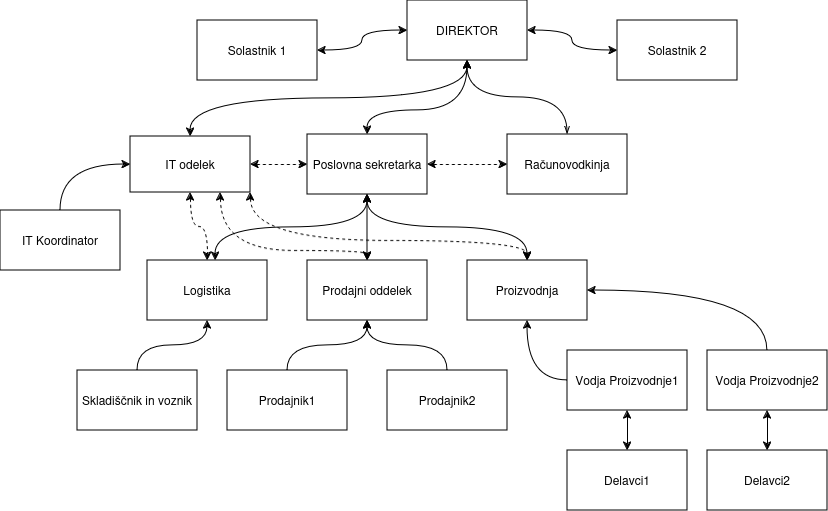 DIREKTOR
Solastnik 1
Solastnik 2
IT odelek
Poslovna sekretarka
Računovodkinja
IT Koordinator
Logistika
Prodajni oddelek
Proizvodnja
Vodja Proizvodnje1
Vodja Proizvodnje2
Skladiščnik in voznik
Prodajnik1
Prodajnik2
Delavci1
Delavci2